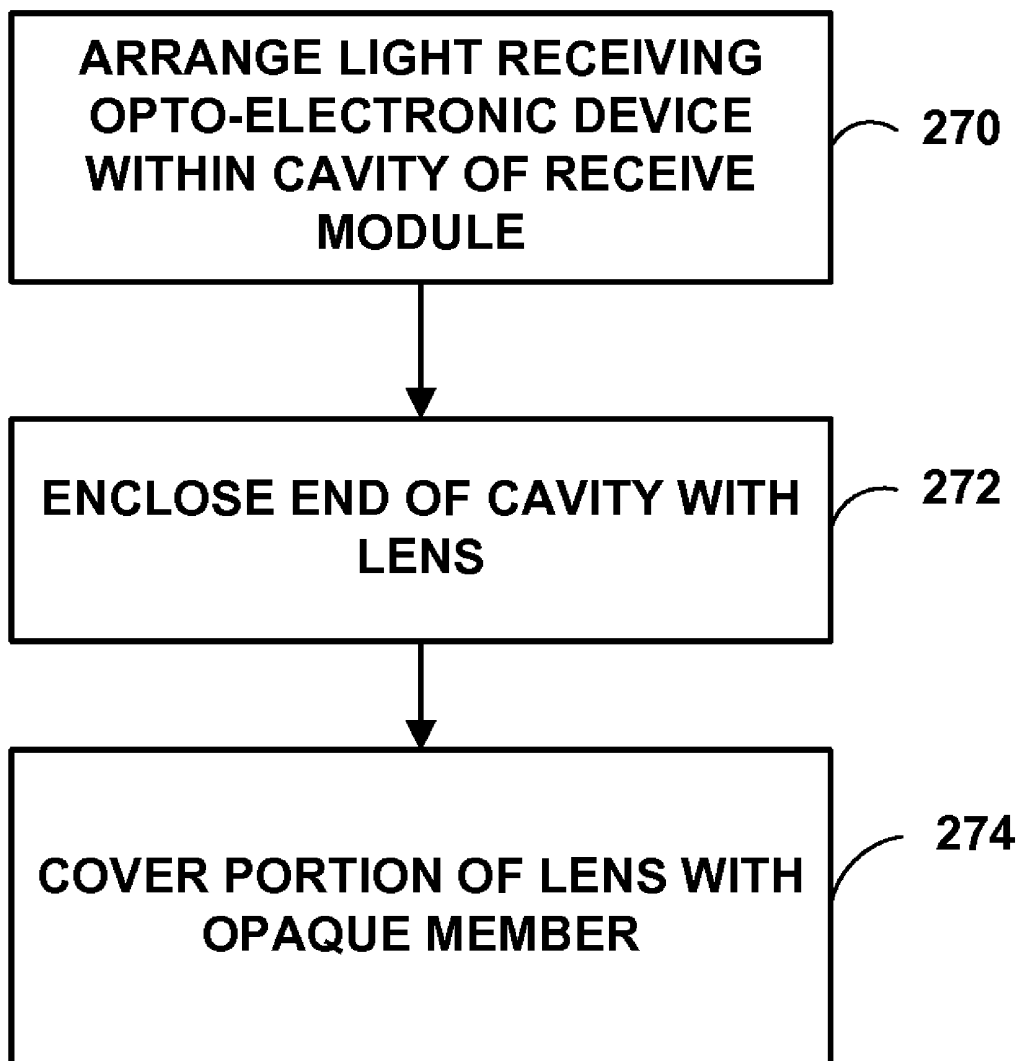 ARRANGE LIGHT RECEIVING
OPTO-ELECTRONIC DEVICE
WITHIN CAVITY OF RECEIVE
MODULE
270
ENCLOSE END OF CAVITY WITH
LENS
272
COVER PORTION OF LENS WITH
OPAQUE MEMBER
274